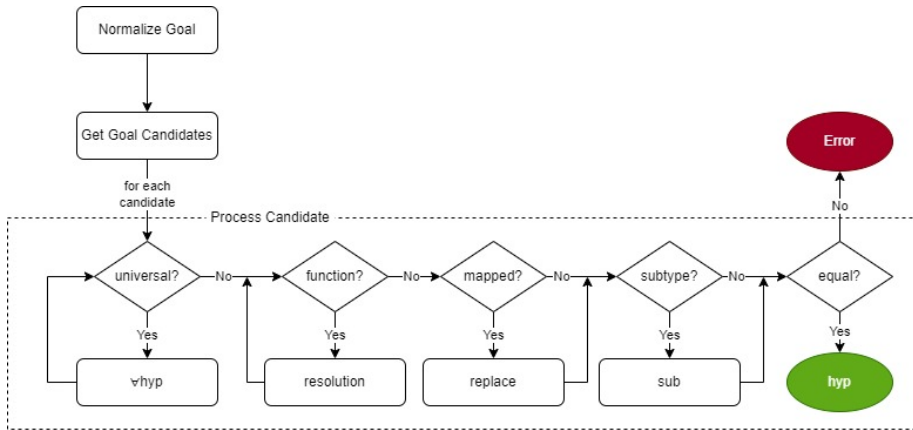 Normalize Goal
Get Goal Candidates
Error
for each
candidate
No
Process Candidate
universal?
No
function?
No
mapped?
No
subtype?
No
equal?
Yes
Yes
Yes
Yes
Yes
∀hyp
resolution
replace
sub
hyp